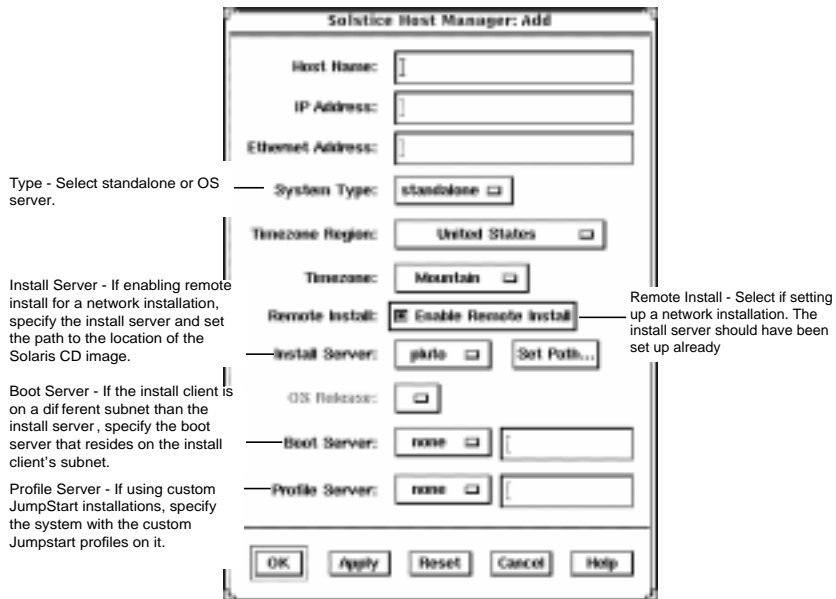 Solstice Host Manager: Add
Host Name:
IP Address:
Ethernet Address:
Type - Select standalone or OS
server.
System Type:
standalone
Timezone Region:
United States
Timezone:
Mountain
Install Server - If enabling remote
install for a network installation,
specify the install server and set
the path to the location of the
Solaris CD image.
Remote Install:
Enable Remote Install
Remote Install - Select if setting
up a network installation. The
install server should have been
set up already
Install Server:
pluto
Set Path...
OS Release:
Boot Server - If the install client is
on a dif ferent subnet than the
install server , specify the boot
server that resides on the install
client's subnet.
Boot Server:
none
Profile Server - If using custom
JumpStart installations, specify
the system with the custom
Jumpstart profiles on it.
Profile Server:
none
OK
Apply
Reset
Cancel
Help